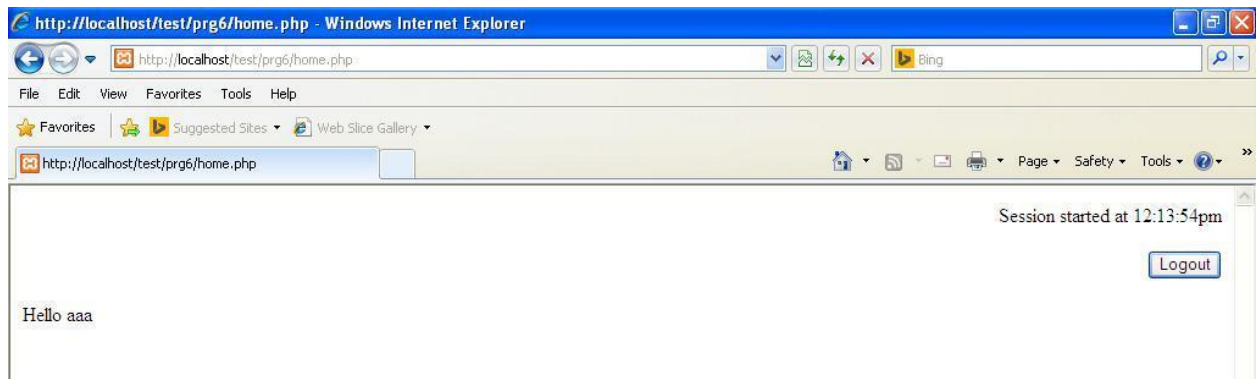 http://localhost/test/prg6/home.php - Windows Internet Explorer
http://localhost/test/prg6/home.php
Bing
File Edit View Favorites Tools Help
Favorites Suggested Sites Web Slice Gallery
http://localhost/test/prg6/home.php
Page Safety Tools
Session started at 12:13:54pm
Logout
Hello aaa